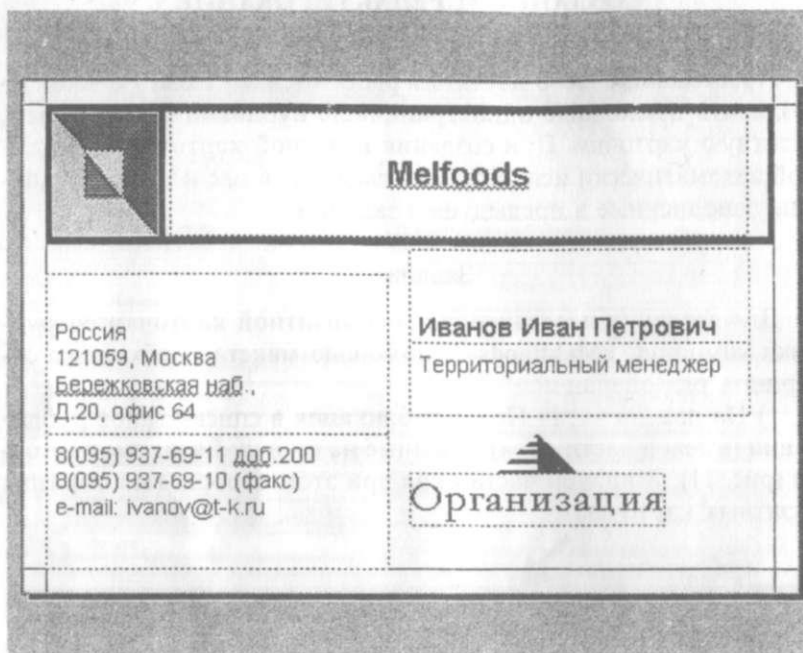 Melfoods
Россия
121059, Москва
Бережковская наб..
Д.20, офис 64
8(095) 937-69-11 доб.200
8(095) 937-69-10 (факс)
e-mail: ivanov@t-k.ru
Иванов Иван Петрович
Территориальный менеджер
Организация